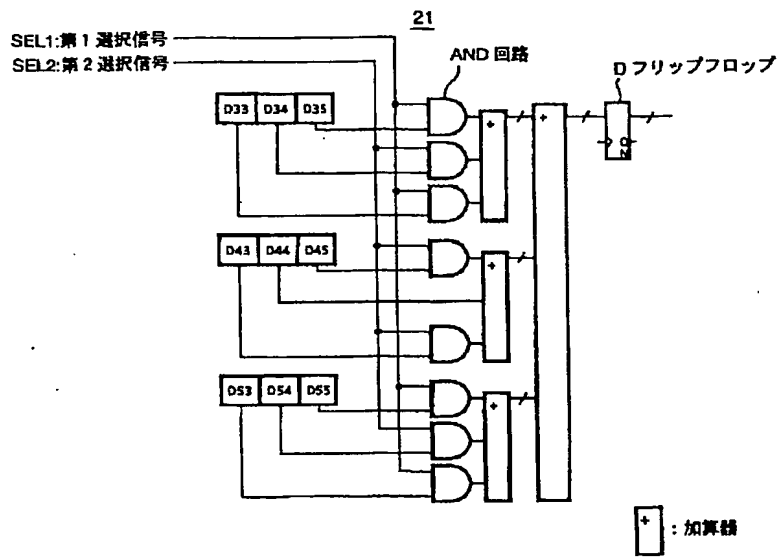 21
SEL1:第1選択信号
SEL2:第2選択信号
AND 回路
D フリップフロップ
D33 D34 D35
+
+
D Q
N
D43 D44 D45
+
D53 D54 D55
+
+ : 加算器